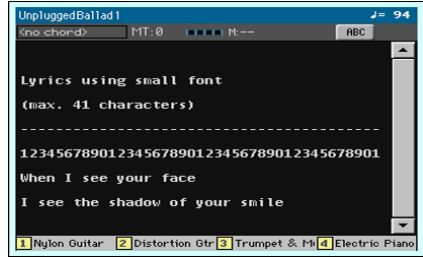 UnpluggedBallad1 ♩= 94
<no chord> MT:0 M:-- ABC
Lyrics using small font
(max. 41 characters)
-----------------------------------------
12345678901234567890123456789012345678901
When I see your face
I see the shadow of your smile
1 Nylon Guitar 2 Distortion Gtr 3 Trumpet & Mu 4 Electric Piano